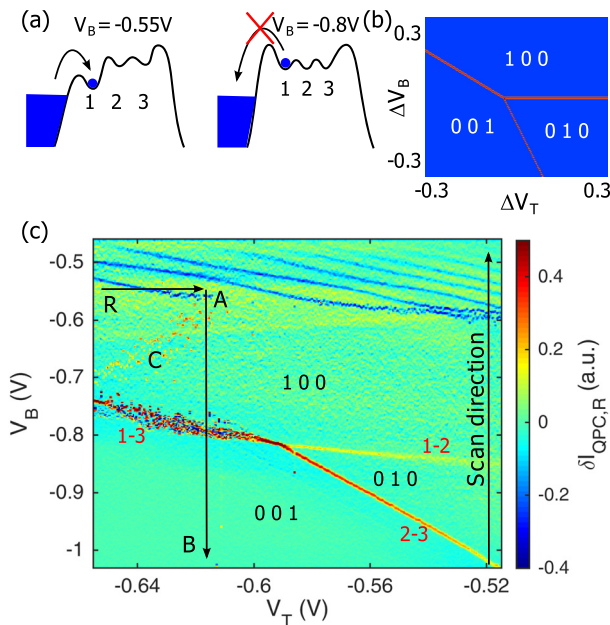 (a)
V_B = -0.55V
V_B = -0.8V
1 2 3
1 2 3
(b)
0.3
ΔV_B
-0.3
1 0 0
0 0 1
0 1 0
-0.3
0.3
ΔV_T
(c)
-0.5
-0.6
-0.7
-0.8
-0.9
-1
V_B (V)
R
A
C
1 0 0
1-3
1-2
0 1 0
0 0 1
2-3
B
Scan direction
-0.64
-0.6
-0.56
-0.52
V_T (V)
0.4
0.2
0
-0.2
-0.4
δI_QPC,R (a.u.)